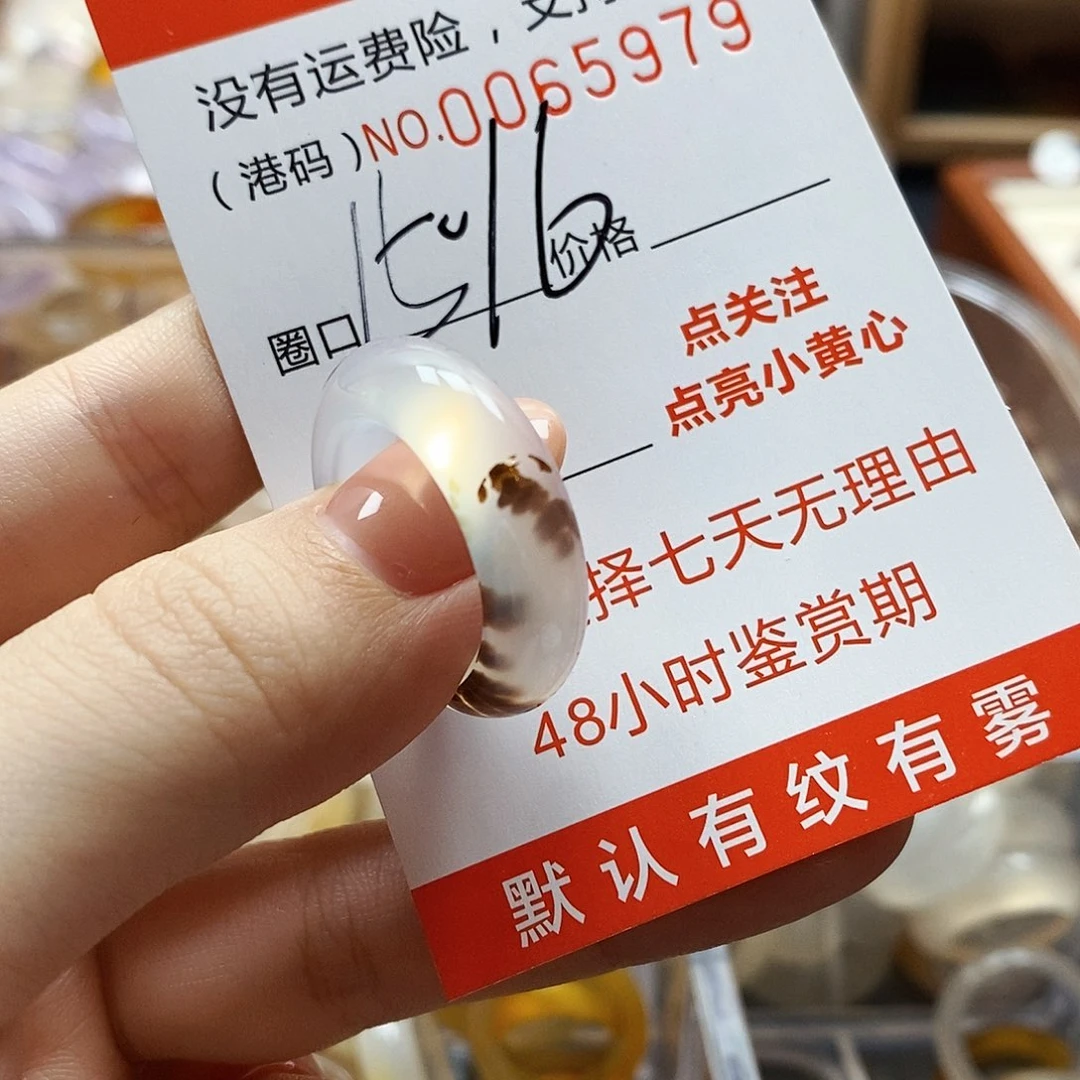 没有运费险，支持
（港码）NO.0065979
圈口 15 16 价格
点关注
点亮小黄心
择七天无理由
48小时鉴赏期
默认有纹有雾